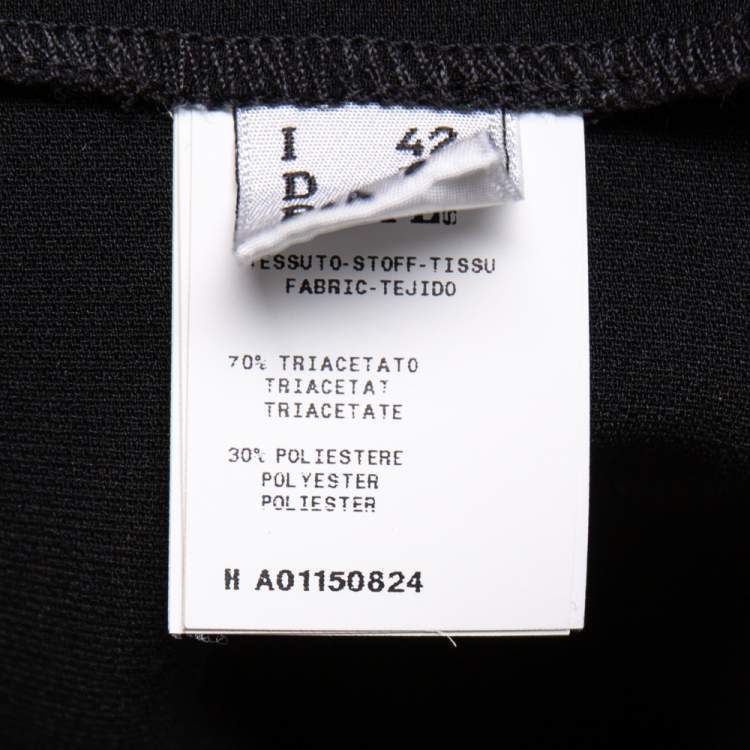 I 42
D
TESSUTO-STOFF-TISSU
FABRIC-TEJIDO
70% TRIACETATO
TRIACETAT
TRIACETATE
30% POLIESTERE
POLYESTER
POLIESTER
H A01150824